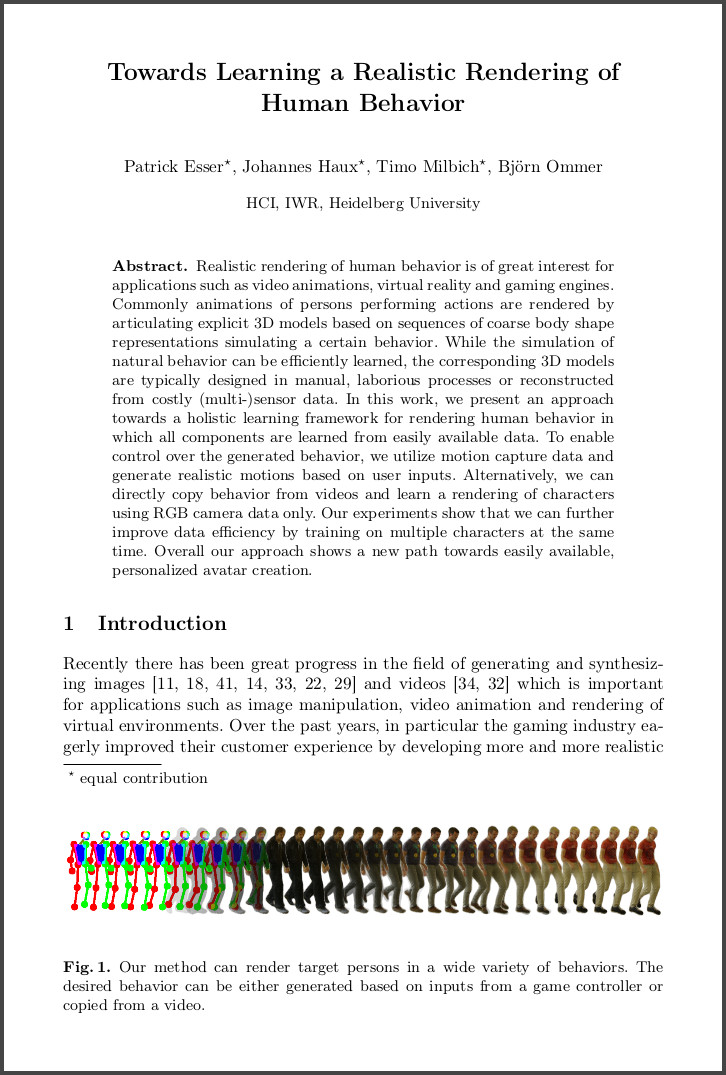 Towards Learning a Realistic Rendering of
Human Behavior
Patrick Esser⋆, Johannes Haux⋆, Timo Milbich⋆, Björn Ommer
HCI, IWR, Heidelberg University
Abstract. Realistic rendering of human behavior is of great interest for
applications such as video animations, virtual reality and gaming engines.
Commonly animations of persons performing actions are rendered by
articulating explicit 3D models based on sequences of coarse body shape
representations simulating a certain behavior. While the simulation of
natural behavior can be efficiently learned, the corresponding 3D models
are typically designed in manual, laborious processes or reconstructed
from costly (multi-)sensor data. In this work, we present an approach
towards a holistic learning framework for rendering human behavior in
which all components are learned from easily available data. To enable
control over the generated behavior, we utilize motion capture data and
generate realistic motions based on user inputs. Alternatively, we can
directly copy behavior from videos and learn a rendering of characters
using RGB camera data only. Our experiments show that we can further
improve data efficiency by training on multiple characters at the same
time. Overall our approach shows a new path towards easily available,
personalized avatar creation.
1 Introduction
Recently there has been great progress in the field of generating and synthesiz-
ing images [11, 18, 41, 14, 33, 22, 29] and videos [34, 32] which is important
for applications such as image manipulation, video animation and rendering of
virtual environments. Over the past years, in particular the gaming industry ea-
gerly improved their customer experience by developing more and more realistic
⋆ equal contribution
Fig. 1. Our method can render target persons in a wide variety of behaviors. The
desired behavior can be either generated based on inputs from a game controller or
copied from a video.